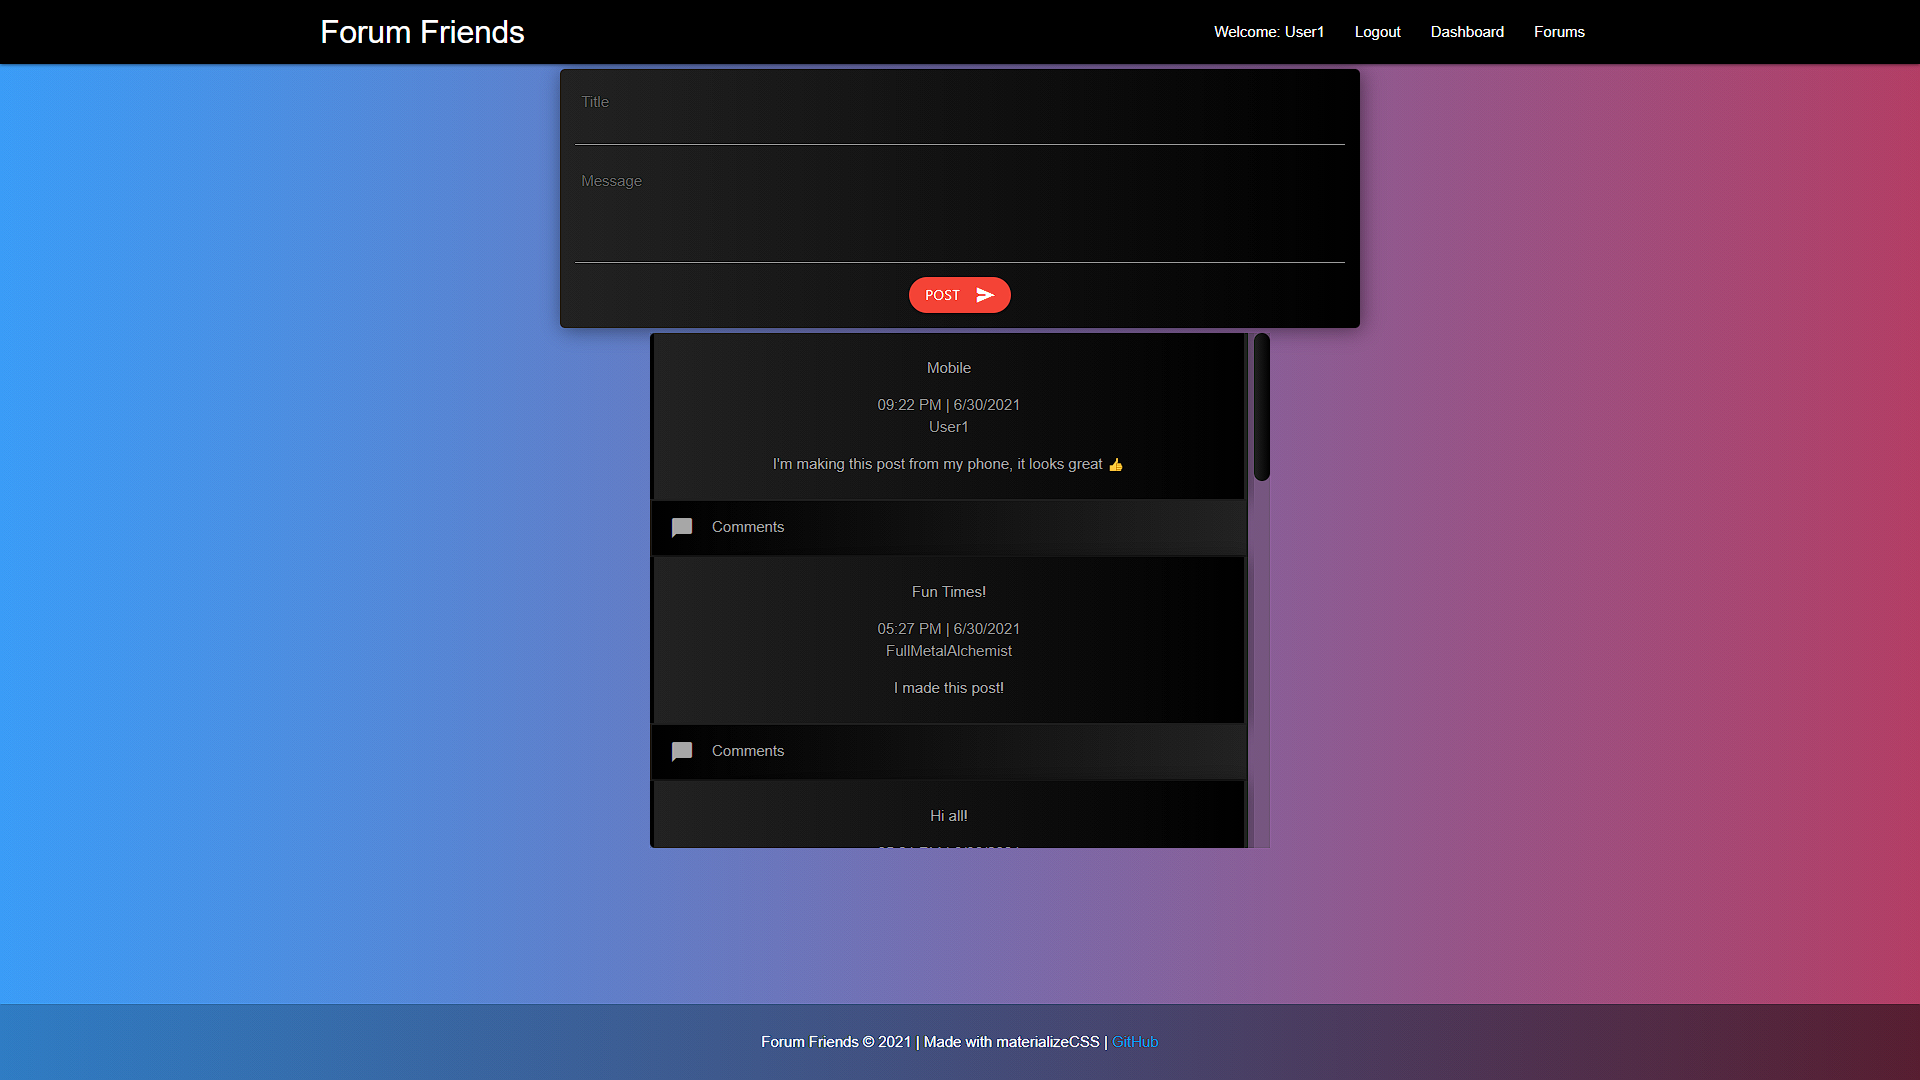 Forum Friends
Welcome: User1 Logout Dashboard Forums
Title
Message
POST
Mobile
09:22 PM | 6/30/2021
User1
I'm making this post from my phone, it looks great 👍
Comments
Fun Times!
05:27 PM | 6/30/2021
FullMetalAlchemist
I made this post!
Comments
Hi all!
Forum Friends © 2021 | Made with materializeCSS | GitHub